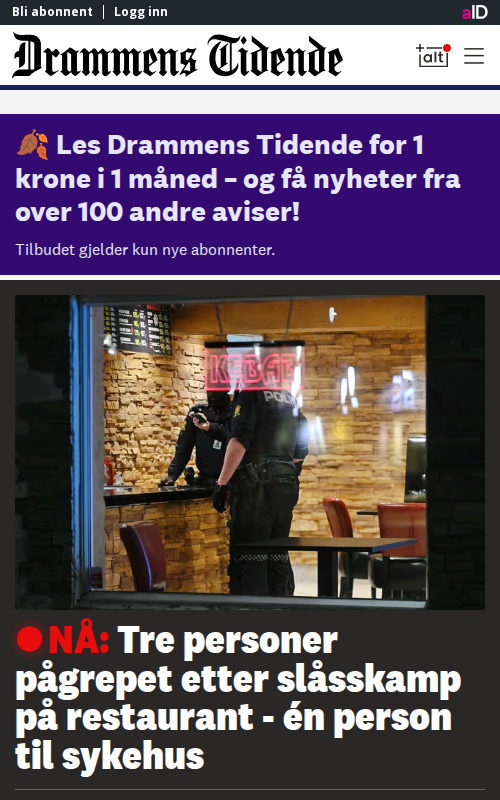 Bli abonnent | Logg inn
aID
Drammens Tidende
+alt
🍂 Les Drammens Tidende for 1
krone i 1 måned – og få nyheter fra
over 100 andre aviser!
Tilbudet gjelder kun nye abonnenter.
KEBAB
NÅ: Tre personer
pågrepet etter slåsskamp
på restaurant - én person
til sykehus